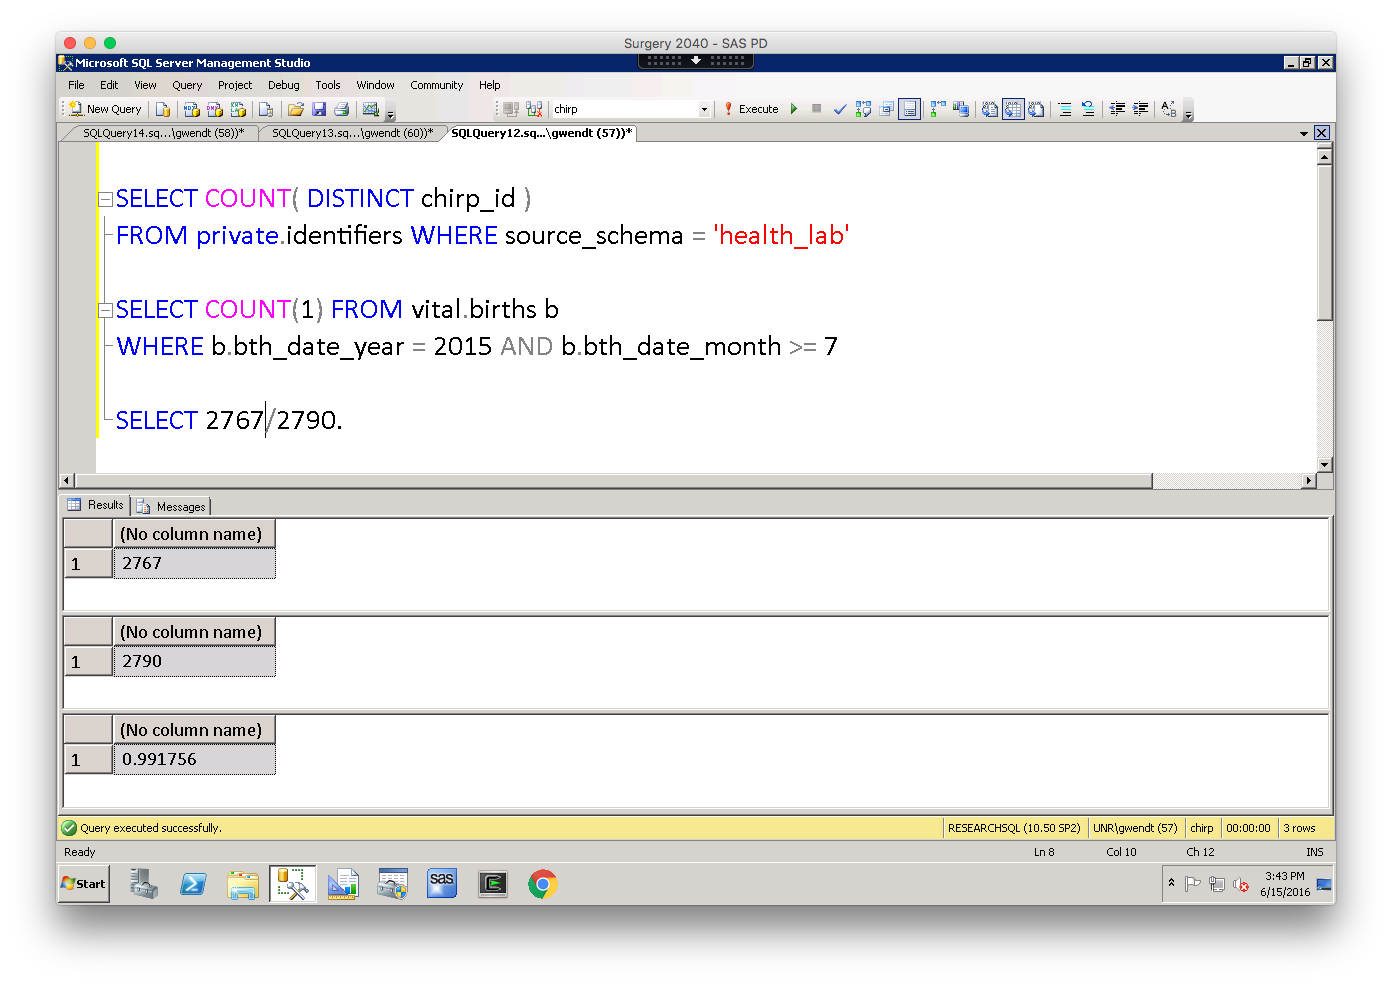 Surgery 2040 - SAS PD
Microsoft SQL Server Management Studio
File Edit View Query Project Debug Tools Window Community Help
New Query chirp Execute
SQLQuery14.sq...\gwendt (58))* SQLQuery13.sq...\gwendt (60))* SQLQuery12.sq...\gwendt (57))*
SELECT COUNT( DISTINCT chirp_id )
FROM private.identifiers WHERE source_schema = 'health_lab'
SELECT COUNT(1) FROM vital.births b
WHERE b.bth_date_year = 2015 AND b.bth_date_month >= 7
SELECT 2767/2790.
Results Messages
(No column name)
1 2767
(No column name)
1 2790
(No column name)
1 0.991756
Query executed successfully. RESEARCHSQL (10.50 SP2) UNR\gwendt (57) chirp 00:00:00 3 rows
Ready Ln 8 Col 10 Ch 12 INS
Start sas 3:43 PM
6/15/2016